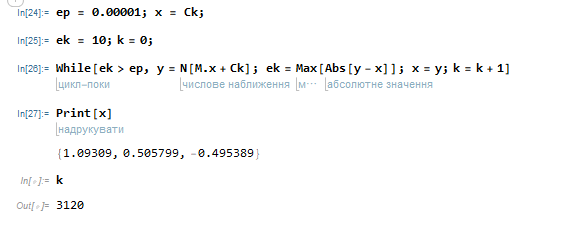 In[24]:= ep = 0.00001; x = Ck;
In[25]:= ek = 10; k = 0;
In[26]:= While[ek > ep, y = N[M.x + Ck]; ek = Max[Abs[y - x]]; x = y; k = k + 1]
цикл-поки числове наближення м⋯ абсолютне значення
In[27]:= Print[x]
надрукувати
{1.09309, 0.505799, -0.495389}
In[∘]:= k
Out[∘]= 3120